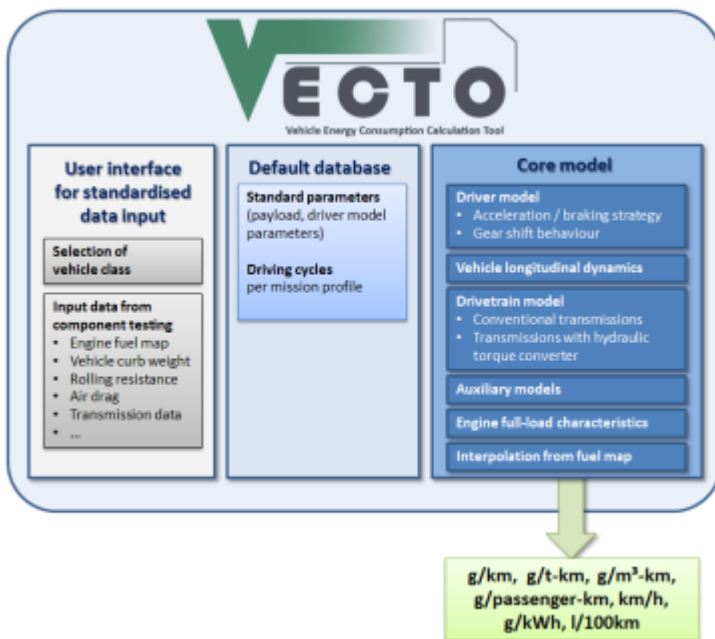 VECTO
Vehicle Energy Consumption Calculation Tool
User interface
for standardised
data input
Selection of
vehicle class
Input data from
component testing
• Engine fuel map
• Vehicle curb weight
• Rolling resistance
• Air drag
• Transmission data
• ...
Default database
Standard parameters
(payload, driver model
parameters)
Driving cycles
per mission profile
Core model
Driver model
• Acceleration / braking strategy
• Gear shift behaviour
Vehicle longitudinal dynamics
Drivetrain model
• Conventional transmissions
• Transmissions with hydraulic
torque converter
Auxiliary models
Engine full-load characteristics
Interpolation from fuel map
g/km, g/t-km, g/m³-km,
g/passenger-km, km/h,
g/kWh, l/100km